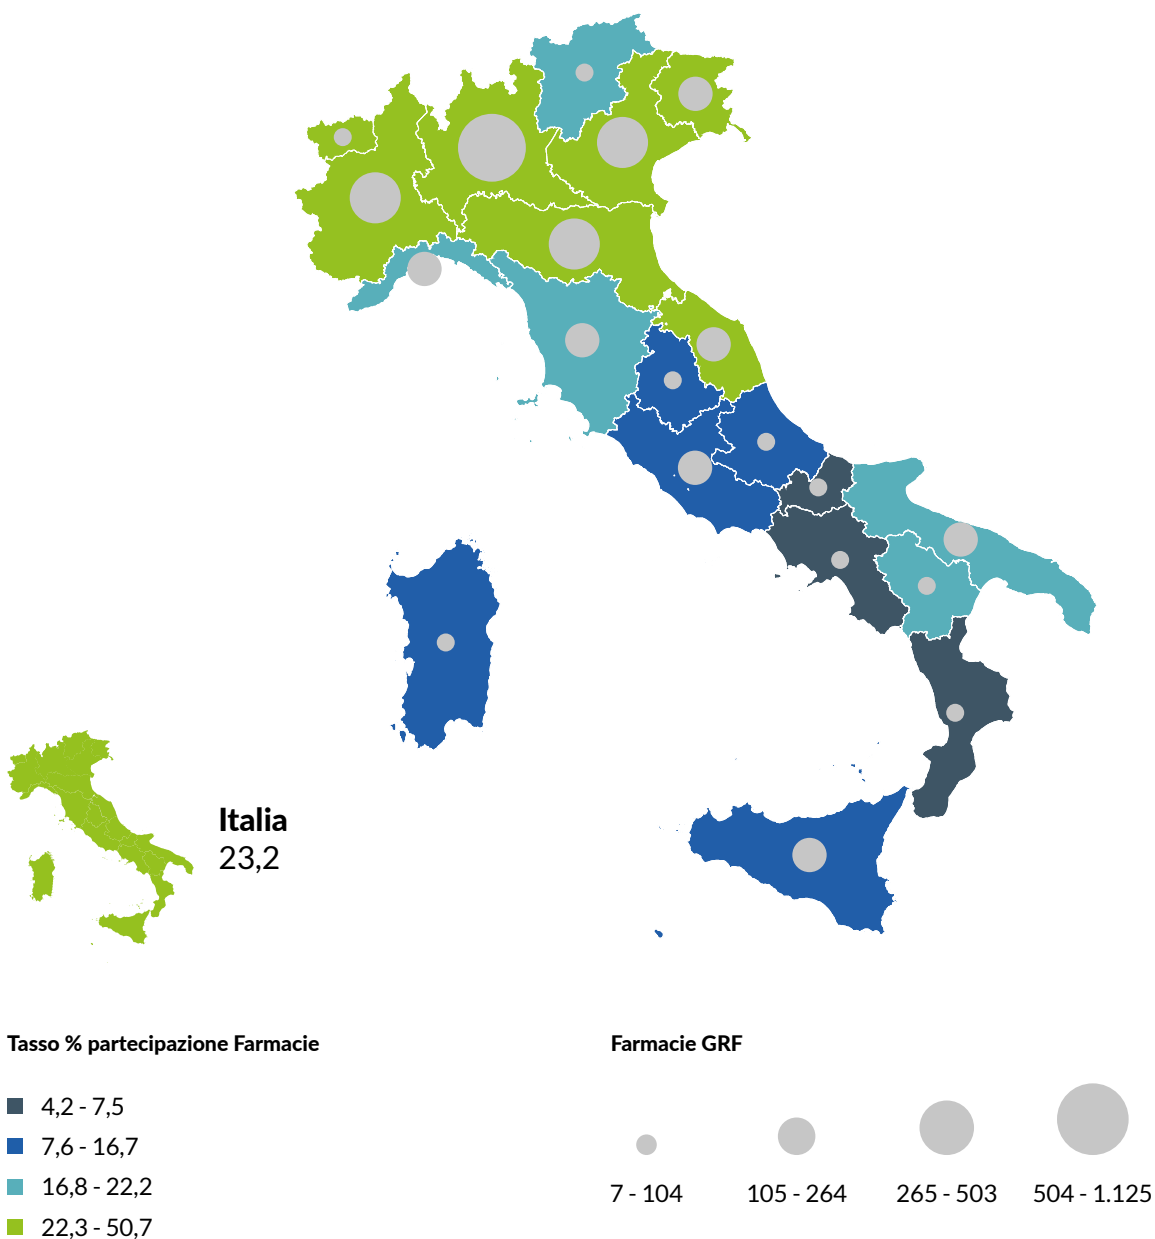 Italia
23,2
Tasso % partecipazione Farmacie
4,2 - 7,5
7,6 - 16,7
16,8 - 22,2
22,3 - 50,7
Farmacie GRF
7 - 104
105 - 264
265 - 503
504 - 1.125